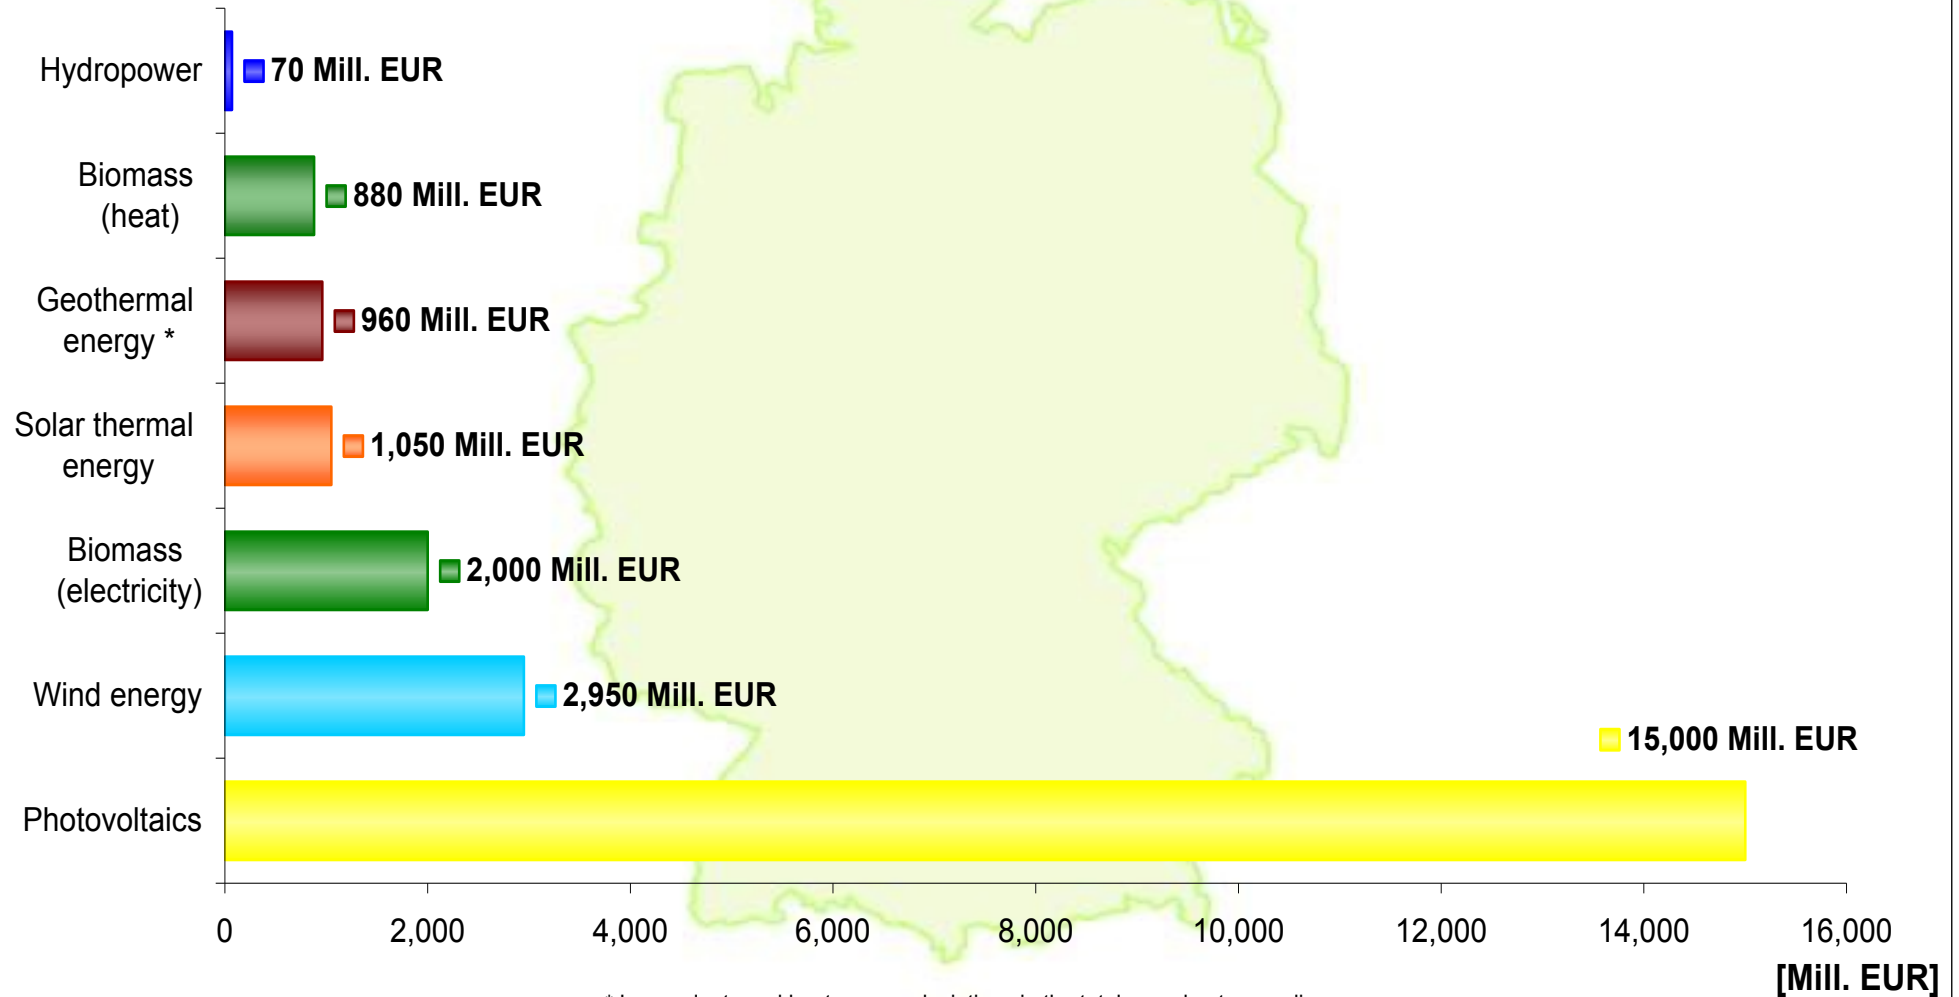 Hydropower
70 Mill. EUR
Biomass
(heat)
880 Mill. EUR
Geothermal
energy *
960 Mill. EUR
Solar thermal
energy
1,050 Mill. EUR
Biomass
(electricity)
2,000 Mill. EUR
Wind energy
2,950 Mill. EUR
15,000 Mill. EUR
Photovoltaics
0 2,000 4,000 6,000 8,000 10,000 12,000 14,000 16,000
[Mill. EUR]